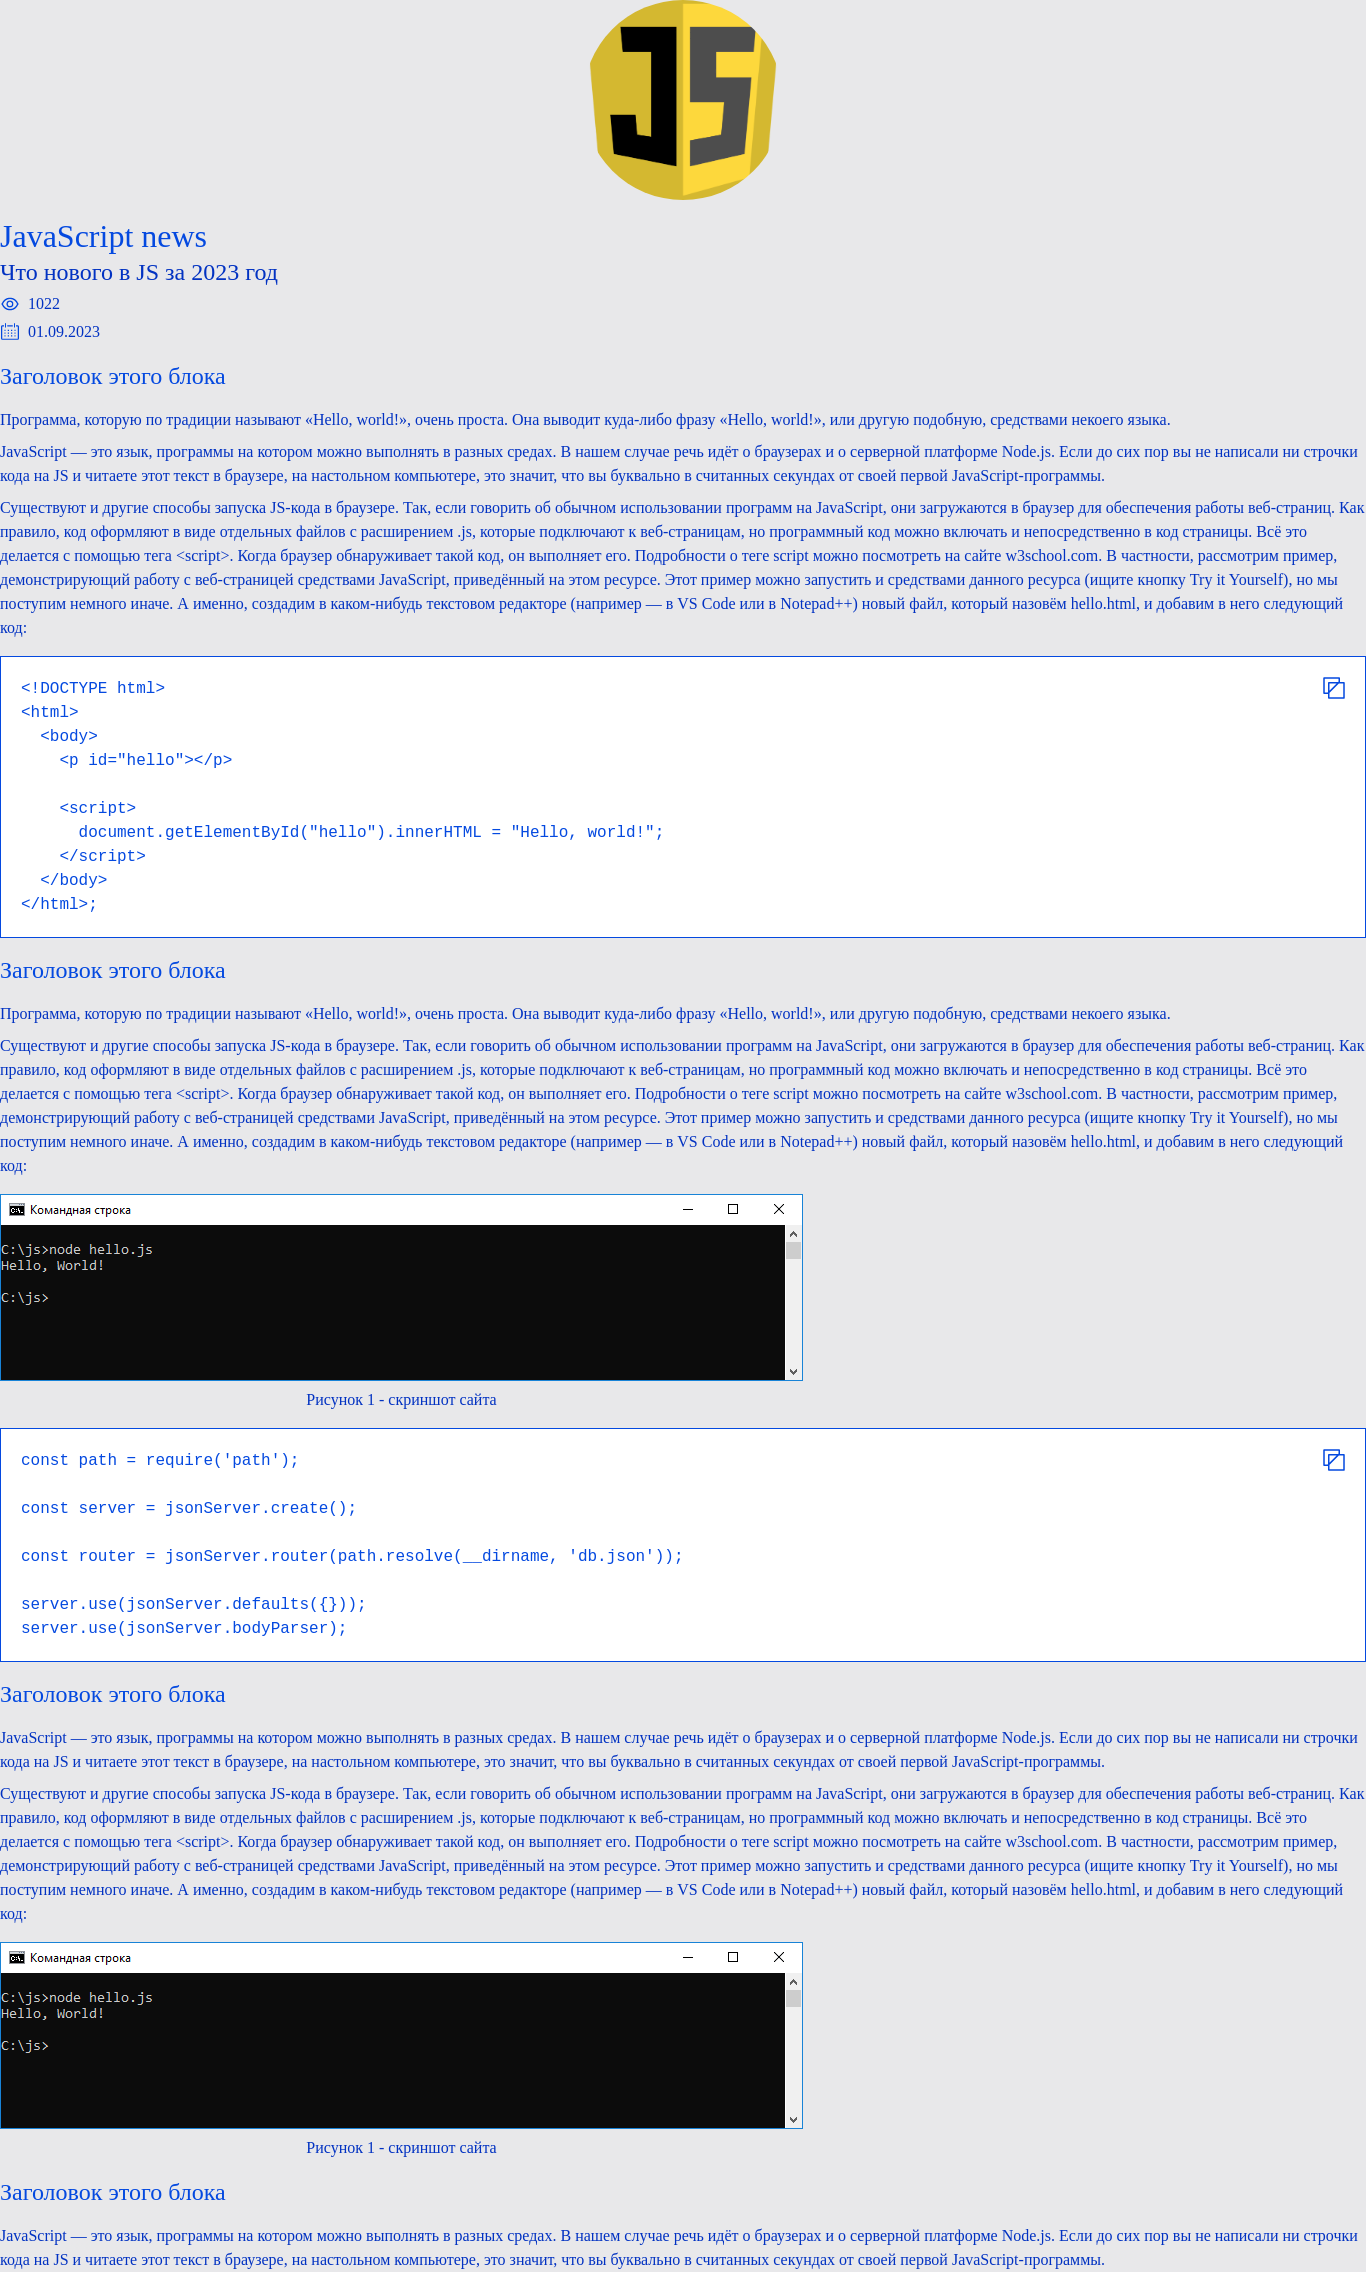 JS
JavaScript news
Что нового в JS за 2023 год
1022
01.09.2023
Заголовок этого блока
Программа, которую по традиции называют «Hello, world!», очень проста. Она выводит куда-либо фразу «Hello, world!», или другую подобную, средствами некоего языка.
JavaScript — это язык, программы на котором можно выполнять в разных средах. В нашем случае речь идёт о браузерах и о серверной платформе Node.js. Если до сих пор вы не написали ни строчки
кода на JS и читаете этот текст в браузере, на настольном компьютере, это значит, что вы буквально в считанных секундах от своей первой JavaScript-программы.
Существуют и другие способы запуска JS-кода в браузере. Так, если говорить об обычном использовании программ на JavaScript, они загружаются в браузер для обеспечения работы веб-страниц. Как
правило, код оформляют в виде отдельных файлов с расширением .js, которые подключают к веб-страницам, но программный код можно включать и непосредственно в код страницы. Всё это
делается с помощью тега <script>. Когда браузер обнаруживает такой код, он выполняет его. Подробности о теге script можно посмотреть на сайте w3school.com. В частности, рассмотрим пример,
демонстрирующий работу с веб-страницей средствами JavaScript, приведённый на этом ресурсе. Этот пример можно запустить и средствами данного ресурса (ищите кнопку Try it Yourself), но мы
поступим немного иначе. А именно, создадим в каком-нибудь текстовом редакторе (например — в VS Code или в Notepad++) новый файл, который назовём hello.html, и добавим в него следующий
код:
<!DOCTYPE html>
<html>
  <body>
    <p id="hello"></p>

    <script>
      document.getElementById("hello").innerHTML = "Hello, world!";
    </script>
  </body>
</html>;
Заголовок этого блока
Программа, которую по традиции называют «Hello, world!», очень проста. Она выводит куда-либо фразу «Hello, world!», или другую подобную, средствами некоего языка.
Существуют и другие способы запуска JS-кода в браузере. Так, если говорить об обычном использовании программ на JavaScript, они загружаются в браузер для обеспечения работы веб-страниц. Как
правило, код оформляют в виде отдельных файлов с расширением .js, которые подключают к веб-страницам, но программный код можно включать и непосредственно в код страницы. Всё это
делается с помощью тега <script>. Когда браузер обнаруживает такой код, он выполняет его. Подробности о теге script можно посмотреть на сайте w3school.com. В частности, рассмотрим пример,
демонстрирующий работу с веб-страницей средствами JavaScript, приведённый на этом ресурсе. Этот пример можно запустить и средствами данного ресурса (ищите кнопку Try it Yourself), но мы
поступим немного иначе. А именно, создадим в каком-нибудь текстовом редакторе (например — в VS Code или в Notepad++) новый файл, который назовём hello.html, и добавим в него следующий
код:
Командная строка
C:\js>node hello.js
Hello, World!
C:\js>
Рисунок 1 - скриншот сайта
const path = require('path');

const server = jsonServer.create();

const router = jsonServer.router(path.resolve(__dirname, 'db.json'));

server.use(jsonServer.defaults({}));
server.use(jsonServer.bodyParser);
Заголовок этого блока
JavaScript — это язык, программы на котором можно выполнять в разных средах. В нашем случае речь идёт о браузерах и о серверной платформе Node.js. Если до сих пор вы не написали ни строчки
кода на JS и читаете этот текст в браузере, на настольном компьютере, это значит, что вы буквально в считанных секундах от своей первой JavaScript-программы.
Существуют и другие способы запуска JS-кода в браузере. Так, если говорить об обычном использовании программ на JavaScript, они загружаются в браузер для обеспечения работы веб-страниц. Как
правило, код оформляют в виде отдельных файлов с расширением .js, которые подключают к веб-страницам, но программный код можно включать и непосредственно в код страницы. Всё это
делается с помощью тега <script>. Когда браузер обнаруживает такой код, он выполняет его. Подробности о теге script можно посмотреть на сайте w3school.com. В частности, рассмотрим пример,
демонстрирующий работу с веб-страницей средствами JavaScript, приведённый на этом ресурсе. Этот пример можно запустить и средствами данного ресурса (ищите кнопку Try it Yourself), но мы
поступим немного иначе. А именно, создадим в каком-нибудь текстовом редакторе (например — в VS Code или в Notepad++) новый файл, который назовём hello.html, и добавим в него следующий
код:
Командная строка
C:\js>node hello.js
Hello, World!
C:\js>
Рисунок 1 - скриншот сайта
Заголовок этого блока
JavaScript — это язык, программы на котором можно выполнять в разных средах. В нашем случае речь идёт о браузерах и о серверной платформе Node.js. Если до сих пор вы не написали ни строчки
кода на JS и читаете этот текст в браузере, на настольном компьютере, это значит, что вы буквально в считанных секундах от своей первой JavaScript-программы.